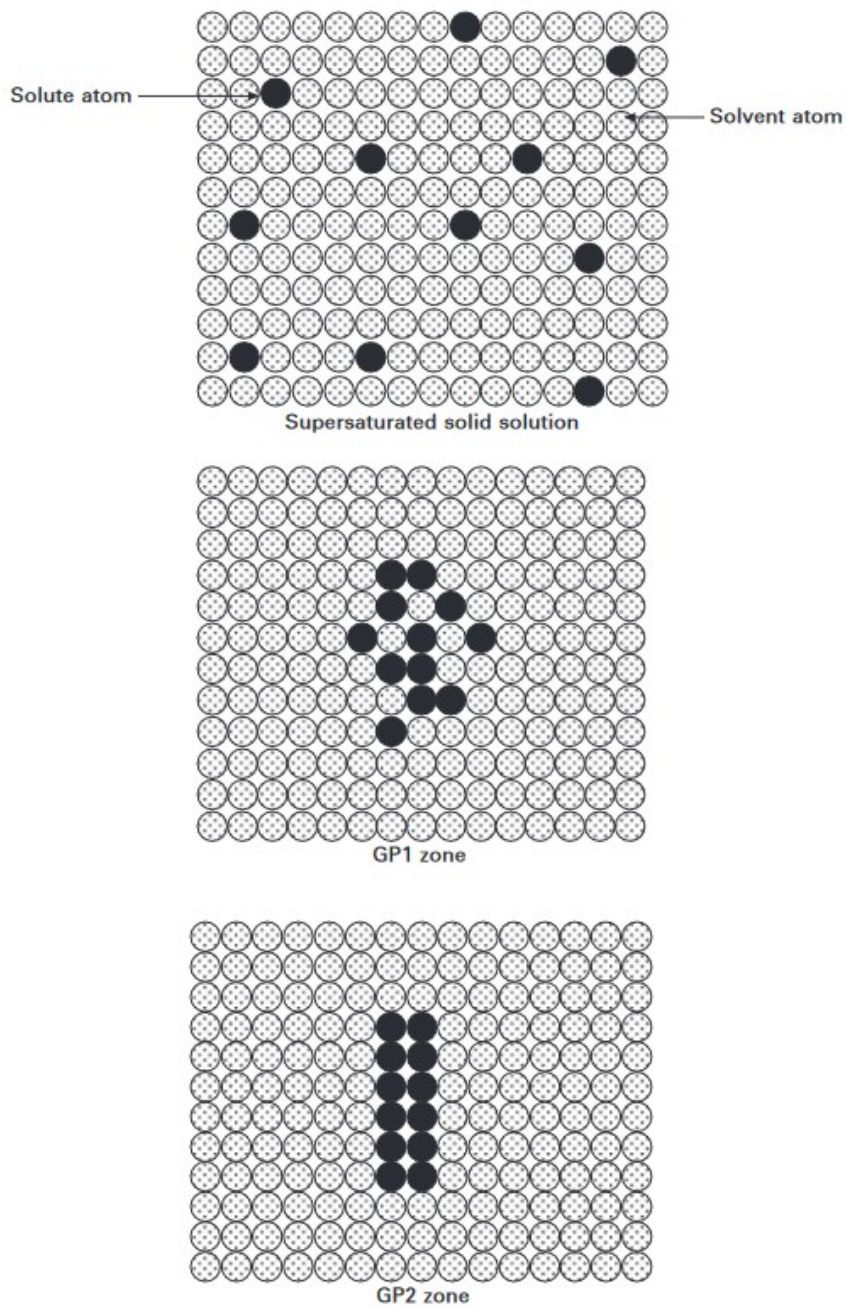 Solute atom
Solvent atom
Supersaturated solid solution
GP1 zone
GP2 zone